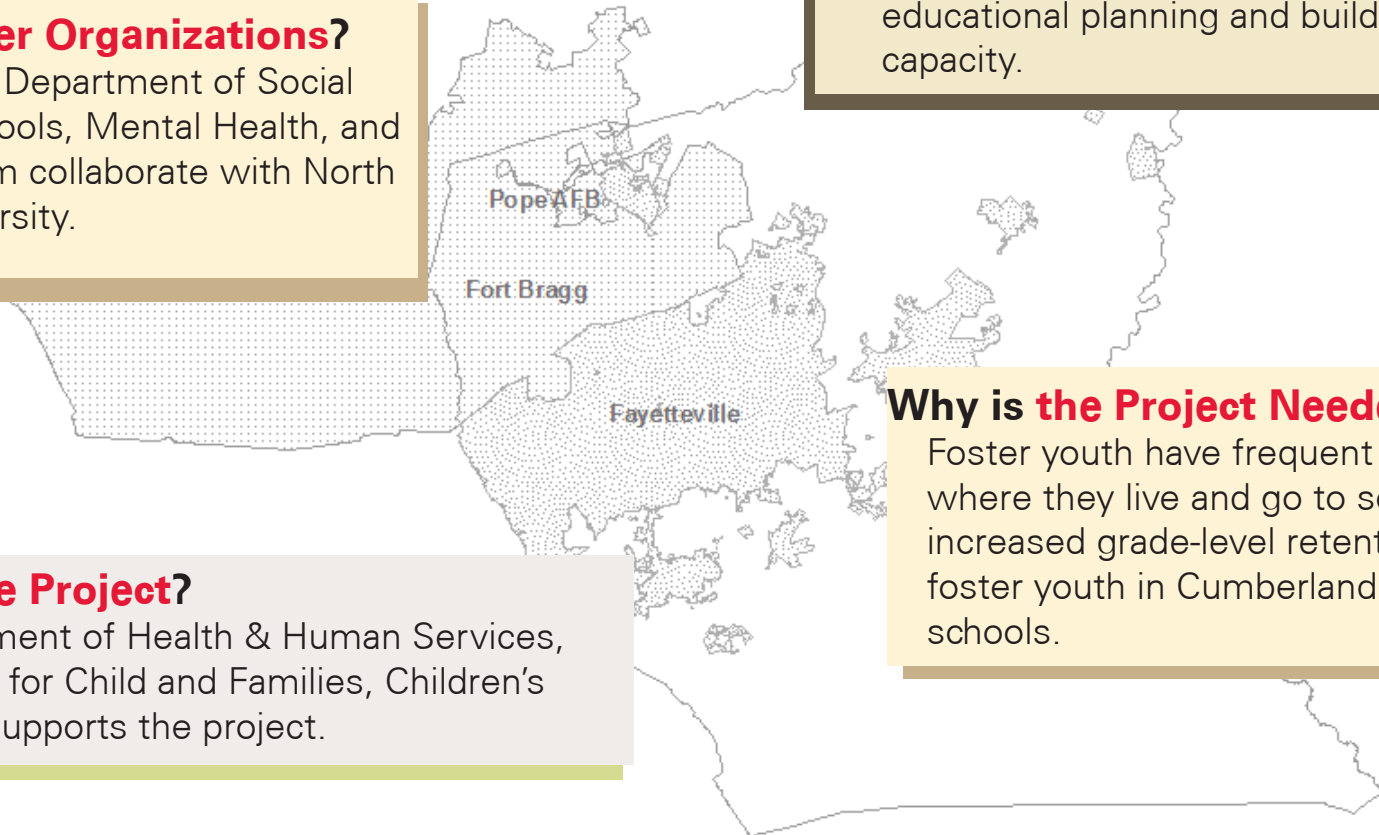 er Organizations?
Department of Social
ools, Mental Health, and
m collaborate with North
rsity.
educational planning and build
capacity.
Pope AFB
Fort Bragg
Fayetteville
Why is the Project Neede
Foster youth have frequent
where they live and go to sc
increased grade-level retent
foster youth in Cumberland
schools.
e Project?
ment of Health & Human Services,
for Child and Families, Children’s
upports the project.